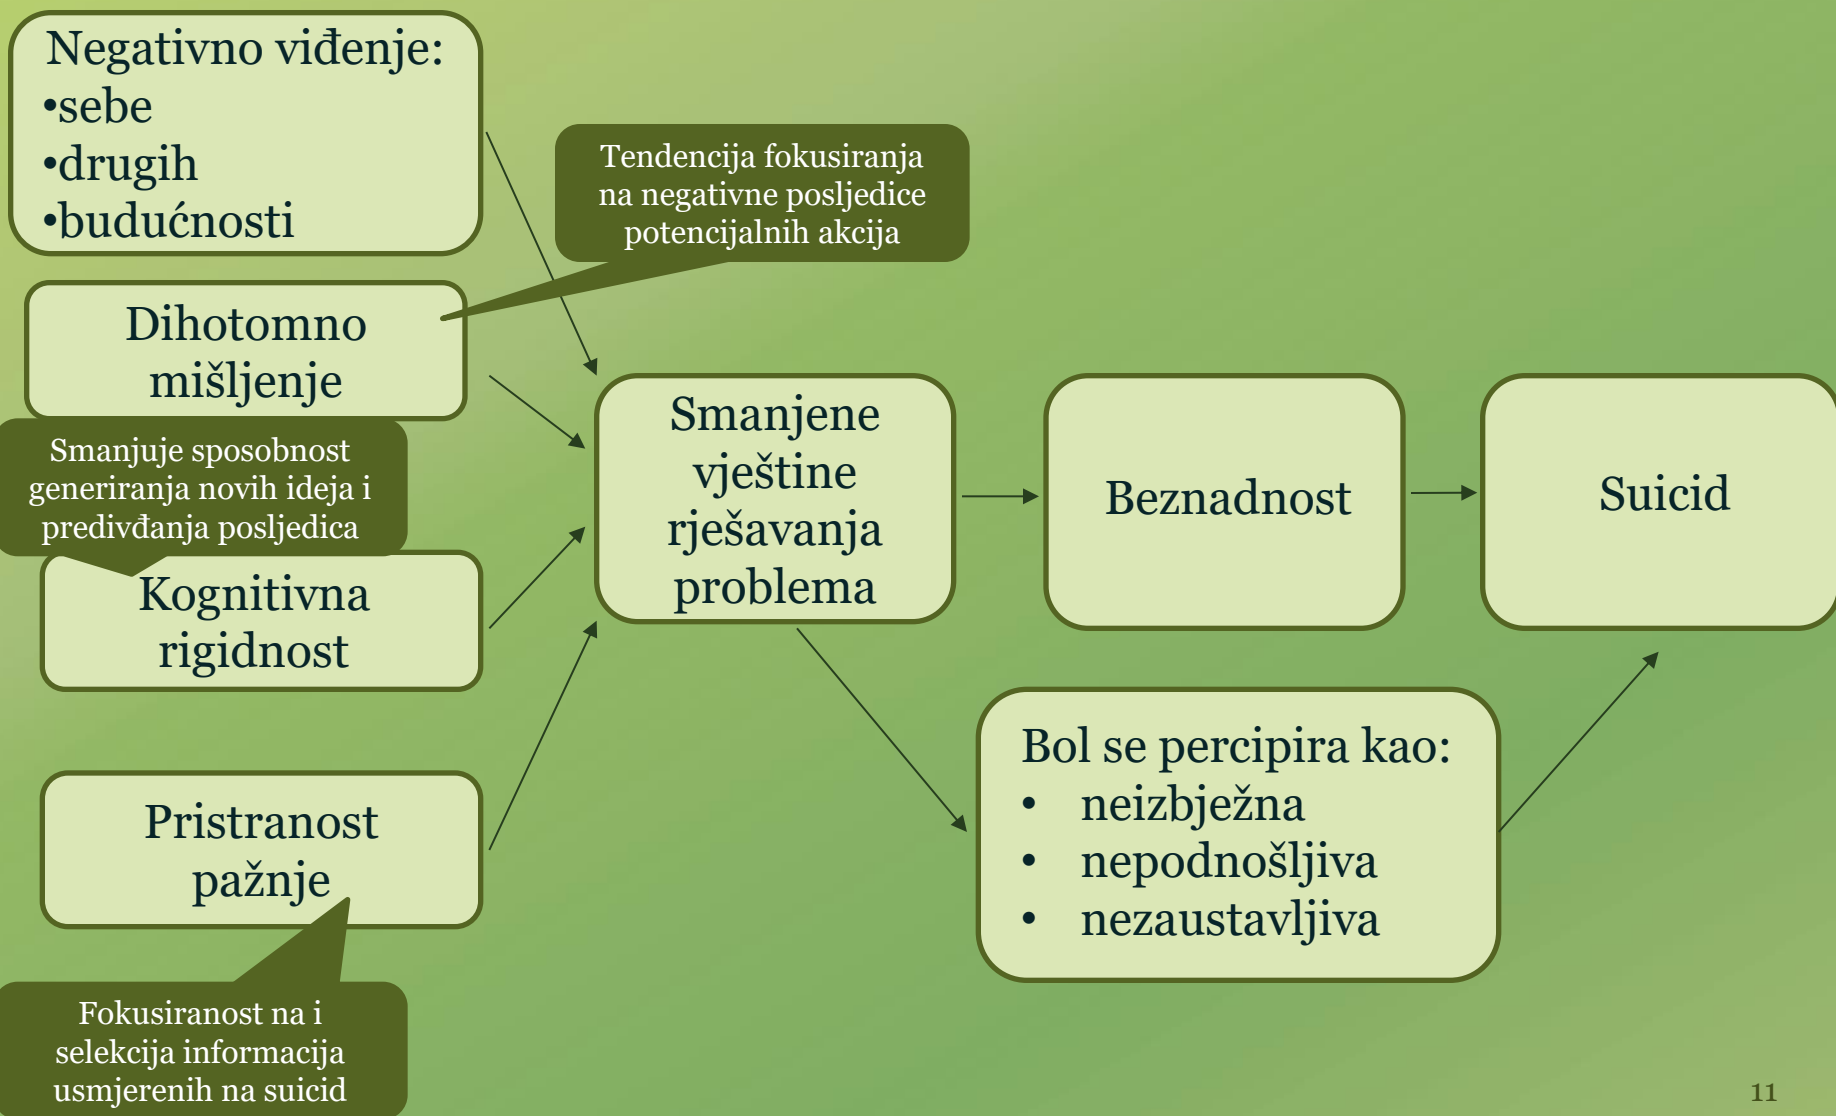 Negativno viđenje:
•sebe
•drugih
•budućnosti
Tendencija fokusiranja
na negativne posljedice
potencijalnih akcija
Dihotomno
mišljenje
Smanjuje sposobnost
generiranja novih ideja i
predivđanja posljedica
Kognitivna
rigidnost
Pristranost
pažnje
Fokusiranost na i
selekcija informacija
usmjerenih na suicid
Smanjene
vještine
rješavanja
problema
Beznadnost
Suicid
Bol se percipira kao:
• neizbježna
• nepodnošljiva
• nezaustavljiva
11